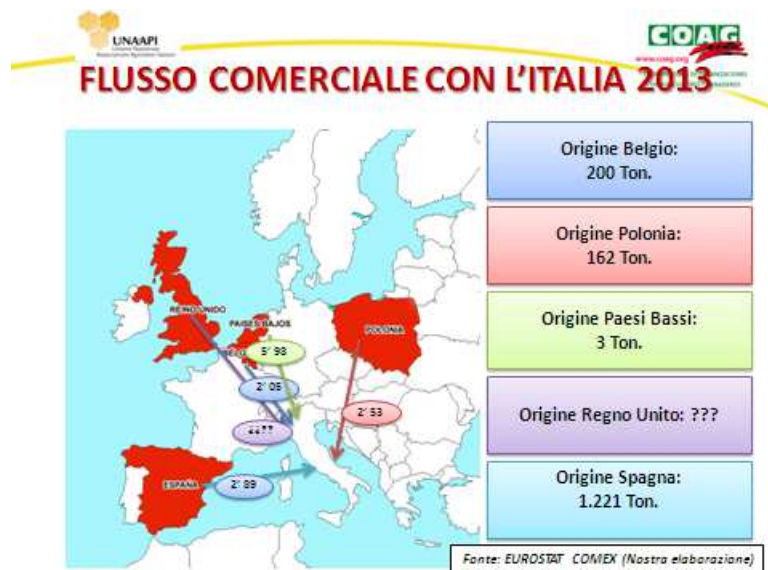 UNAAPI
COAG
www.coag.org
FLUSSO COMERCIALE CON L'ITALIA 2013
Origine Belgio:
200 Ton.
Origine Polonia:
162 Ton.
Origine Paesi Bassi:
3 Ton.
Origine Regno Unito: ???
Origine Spagna:
1.221 Ton.
REINO UNIDO
PAISES BAJOS
POLONIA
5' 98
2' 05
2' 53
ESPAÑA
2' 89
Fonte: EUROSTAT COMEX (Nostra elaborazione)